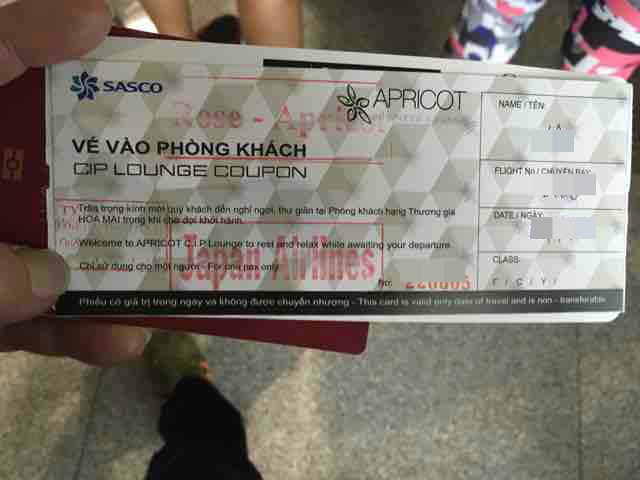 SASCO
Rose - Apricot
APRICOT
BUSINESS LOUNGE
VÉ VÀO PHÒNG KHÁCH
CIP LOUNGE COUPON
Trân trọng kính mời quý khách đến nghỉ ngơi, thư giãn tại Phòng khách hạng Thương gia
HOA MAI trong khi chờ đợi khởi hành.
Welcome to APRICOT C.I.P Lounge to rest and relax while awaiting your departure.
Japan Airlines
Chỉ sử dụng cho một người - For one pax only
No:
Phiếu có giá trị trong ngày và không được chuyển nhượng - This card is valid only date of travel and is non - transferable
NAME / TÊN:
FLIGHT No / CHUYẾN BAY:
DATE / NGÀY:
CLASS:
F / C / Y /